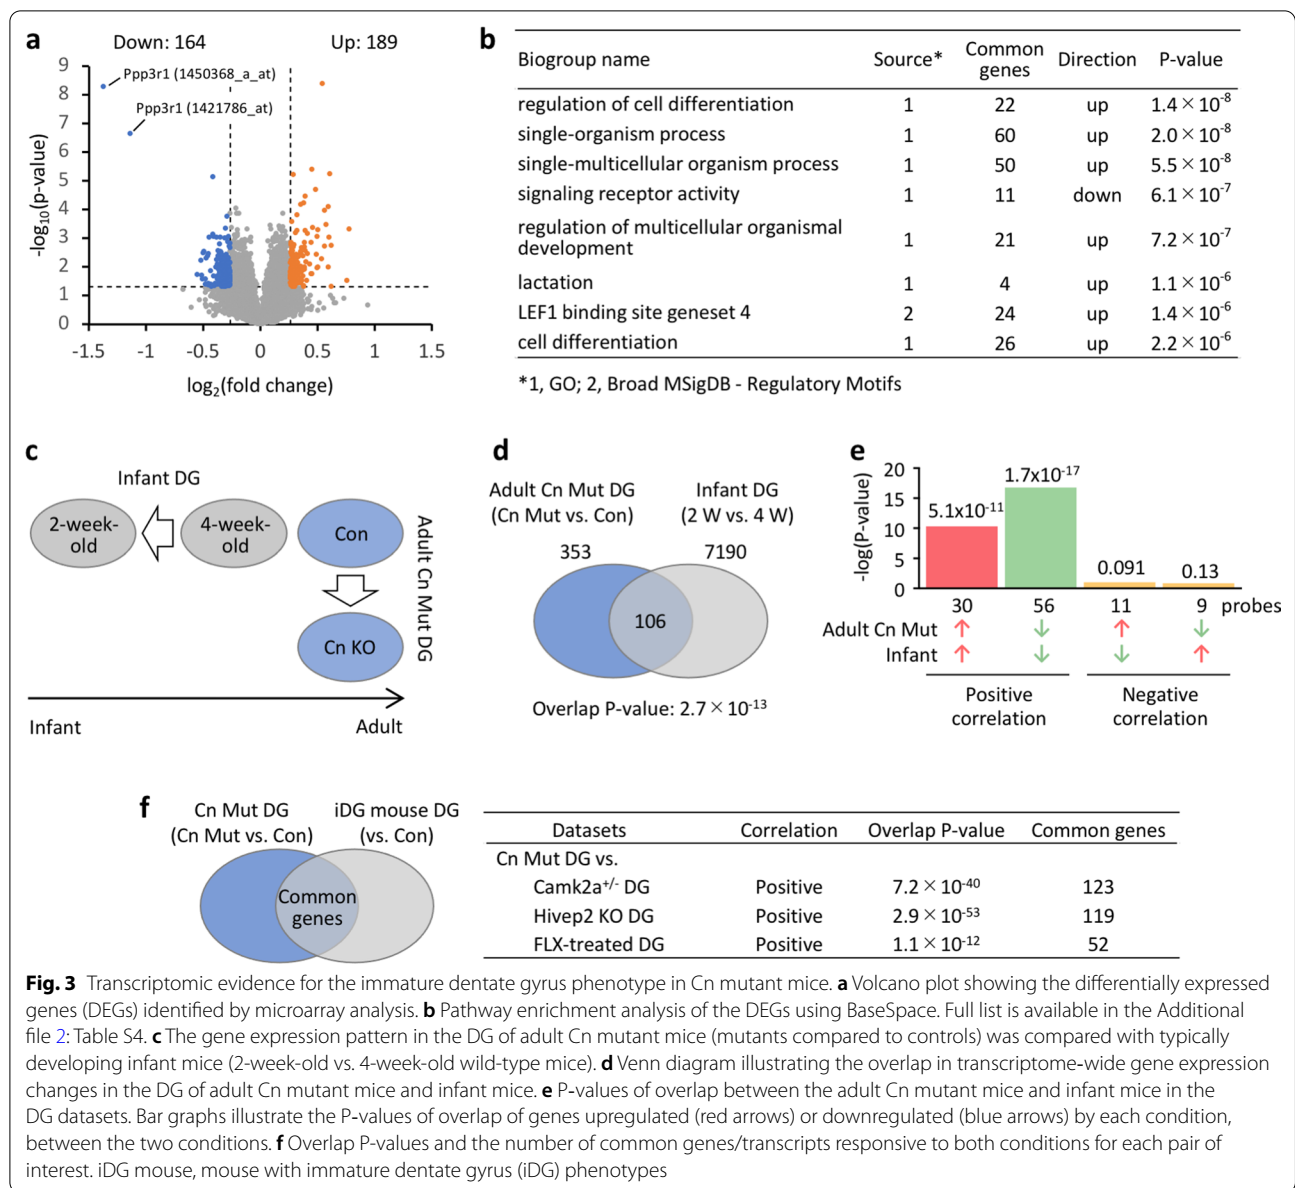 a
Down: 164
Up: 189
9
8
7
6
5
4
3
2
1
0
-log10(p-value)
Ppp3r1 (1450368_a_at)
Ppp3r1 (1421786_at)
-1.5 -1 -0.5 0 0.5 1 1.5
log2(fold change)
b
Biogroup name Source* Common genes Direction P-value
regulation of cell differentiation 1 22 up 1.4 × 10-8
single-organism process 1 60 up 2.0 × 10-8
single-multicellular organism process 1 50 up 5.5 × 10-8
signaling receptor activity 1 11 down 6.1 × 10-7
regulation of multicellular organismal
development 1 21 up 7.2 × 10-7
lactation 1 4 up 1.1 × 10-6
LEF1 binding site geneset 4 2 24 up 1.4 × 10-6
cell differentiation 1 26 up 2.2 × 10-6
*1, GO; 2, Broad MSigDB - Regulatory Motifs
c
Infant DG
2-week-
old
4-week-
old
Con
Cn KO
Adult Cn Mut DG
Infant Adult
d
Adult Cn Mut DG
(Cn Mut vs. Con)
Infant DG
(2 W vs. 4 W)
353 7190
106
Overlap P-value: 2.7 × 10-13
e
-log(P-value)
20
15
10
5
0
5.1x10-11
1.7x10-17
0.091
0.13
30 56 11 9 probes
Adult Cn Mut ↑ ↓ ↑ ↓
Infant ↑ ↓ ↓ ↑
Positive
correlation
Negative
correlation
f
Cn Mut DG
(Cn Mut vs. Con)
iDG mouse DG
(vs. Con)
Common
genes
Datasets Correlation Overlap P-value Common genes
Cn Mut DG vs.
Camk2a+/- DG Positive 7.2 × 10-40 123
Hivep2 KO DG Positive 2.9 × 10-53 119
FLX-treated DG Positive 1.1 × 10-12 52
Fig. 3 Transcriptomic evidence for the immature dentate gyrus phenotype in Cn mutant mice. a Volcano plot showing the differentially expressed
genes (DEGs) identified by microarray analysis. b Pathway enrichment analysis of the DEGs using BaseSpace. Full list is available in the Additional
file 2: Table S4. c The gene expression pattern in the DG of adult Cn mutant mice (mutants compared to controls) was compared with typically
developing infant mice (2-week-old vs. 4-week-old wild-type mice). d Venn diagram illustrating the overlap in transcriptome-wide gene expression
changes in the DG of adult Cn mutant mice and infant mice. e P-values of overlap between the adult Cn mutant mice and infant mice in the
DG datasets. Bar graphs illustrate the P-values of overlap of genes upregulated (red arrows) or downregulated (blue arrows) by each condition,
between the two conditions. f Overlap P-values and the number of common genes/transcripts responsive to both conditions for each pair of
interest. iDG mouse, mouse with immature dentate gyrus (iDG) phenotypes